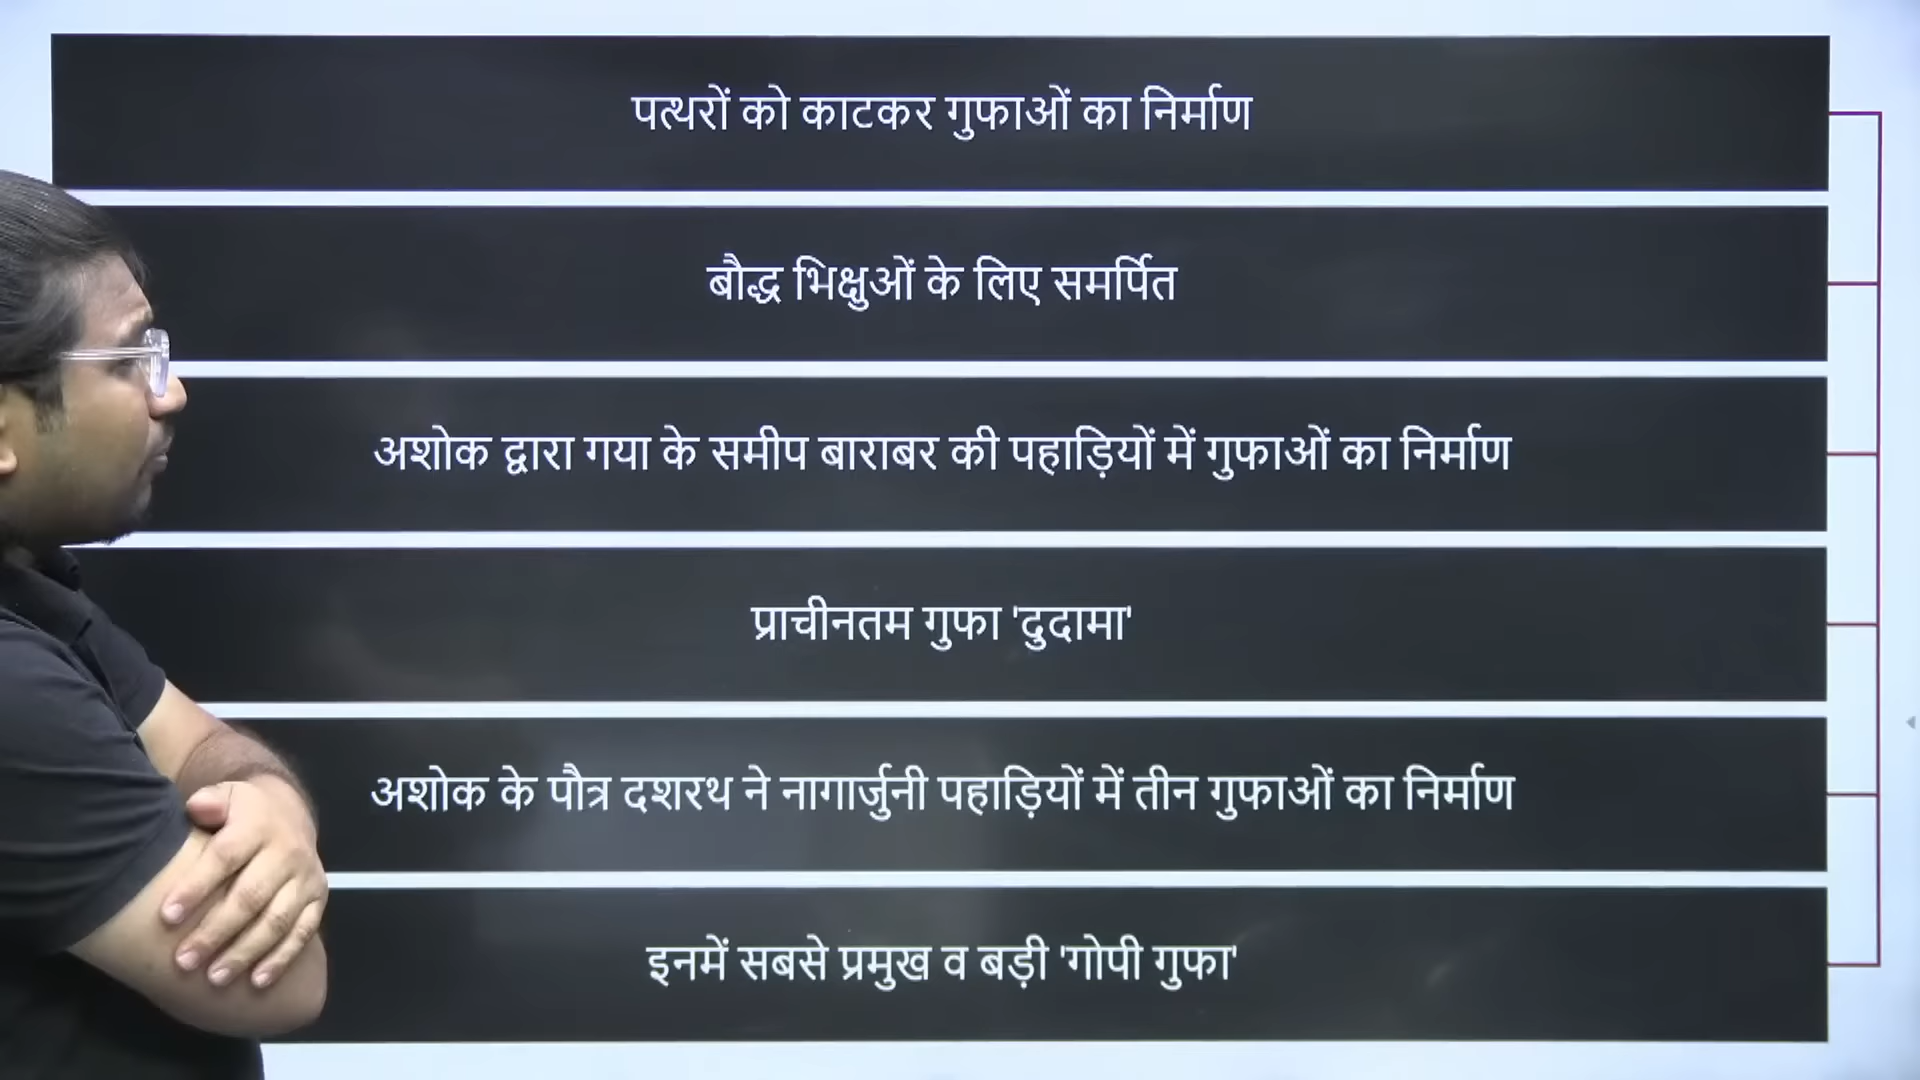 पत्थरों को काटकर गुफाओं का निर्माण
बौद्ध भिक्षुओं के लिए समर्पित
अशोक द्वारा गया के समीप बाराबर की पहाड़ियों में गुफाओं का निर्माण
प्राचीनतम गुफा 'दुदामा'
अशोक के पौत्र दशरथ ने नागार्जुनी पहाड़ियों में तीन गुफाओं का निर्माण
इनमें सबसे प्रमुख व बड़ी 'गोपी गुफा'